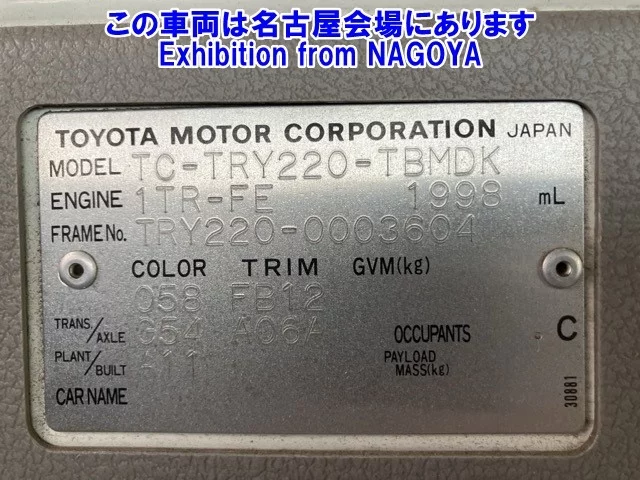 この車両は名古屋会場にあります
Exhibition from NAGOYA
TOYOTA MOTOR CORPORATION JAPAN
MODEL TC-TRY220-TBMDK
ENGINE 1TR-FE 1998 mL
FRAME No. TRY220-0003604
COLOR TRIM GVM(kg)
058 FB12
TRANS./AXLE G54 A06A OCCUPANTS C
PLANT/BUILT A11 PAYLOAD MASS(kg)
CAR NAME
30881